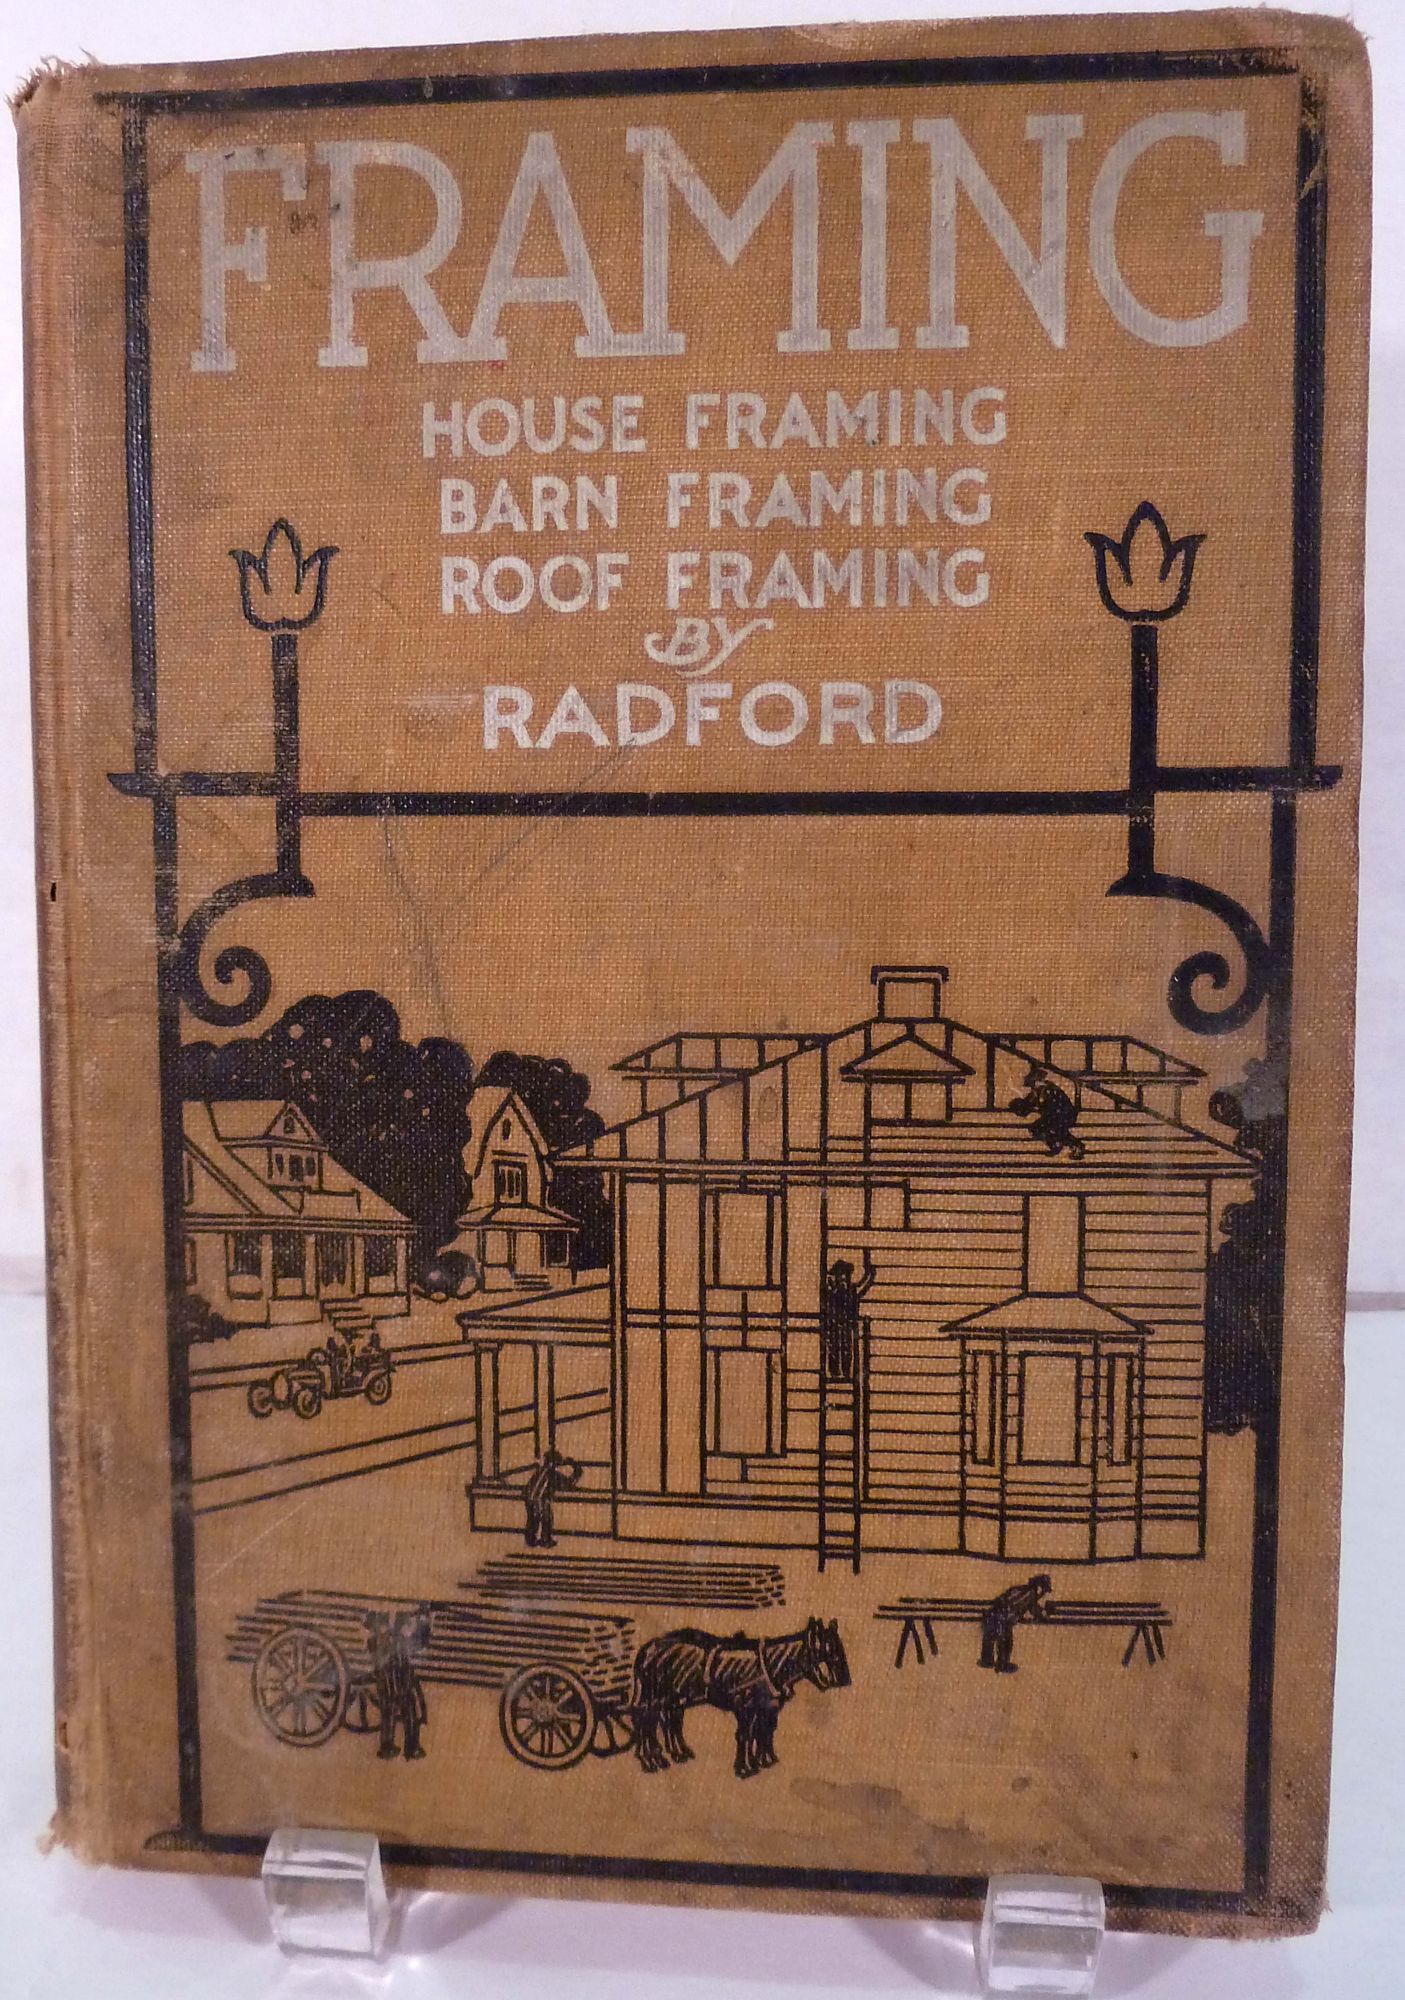 FRAMING
HOUSE FRAMING
BARN FRAMING
ROOF FRAMING
BY
RADFORD